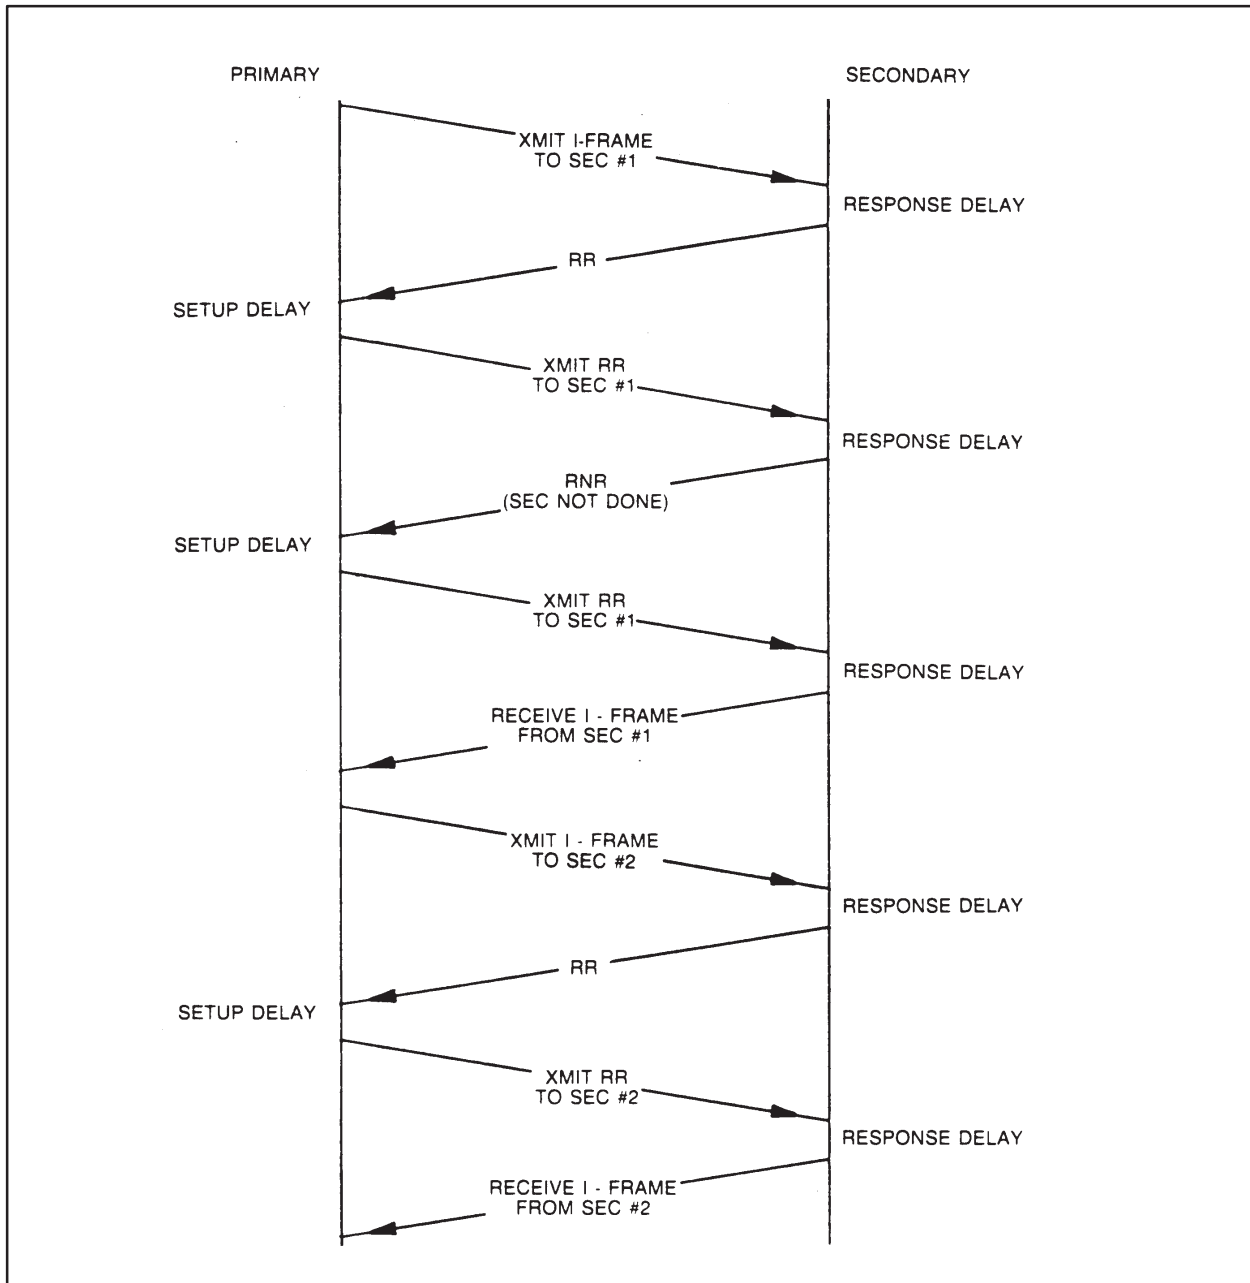 PRIMARY
SECONDARY
XMIT I-FRAME
TO SEC #1
RESPONSE DELAY
RR
SETUP DELAY
XMIT RR
TO SEC #1
RESPONSE DELAY
RNR
(SEC NOT DONE)
SETUP DELAY
XMIT RR
TO SEC #1
RESPONSE DELAY
RECEIVE I - FRAME
FROM SEC #1
XMIT I - FRAME
TO SEC #2
RESPONSE DELAY
RR
SETUP DELAY
XMIT RR
TO SEC #2
RESPONSE DELAY
RECEIVE I - FRAME
FROM SEC #2